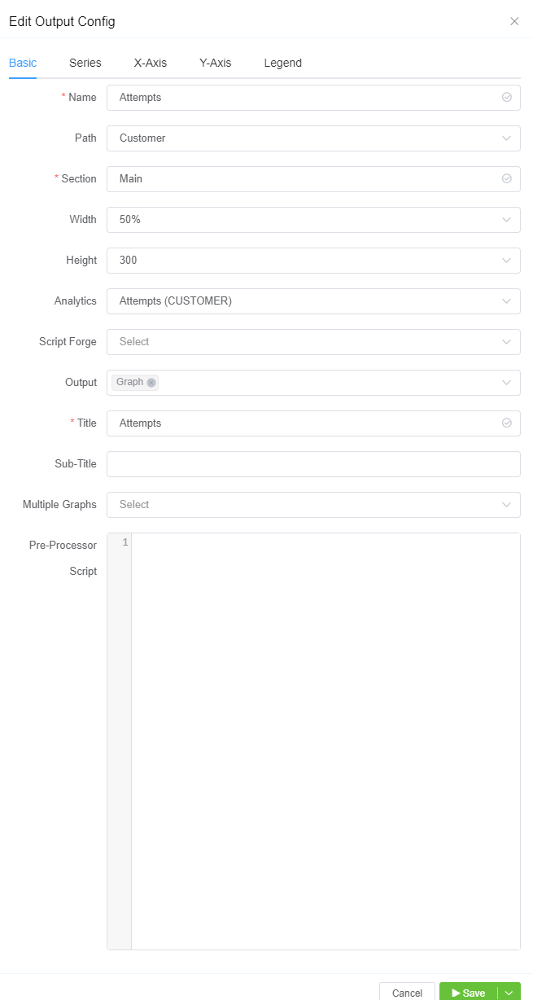 Edit Output Config
Basic Series X-Axis Y-Axis Legend
* Name Attempts
Path Customer
* Section Main
Width 50%
Height 300
Analytics Attempts (CUSTOMER)
Script Forge Select
Output Graph
* Title Attempts
Sub-Title
Multiple Graphs Select
Pre-Processor 1
Script
Cancel Save